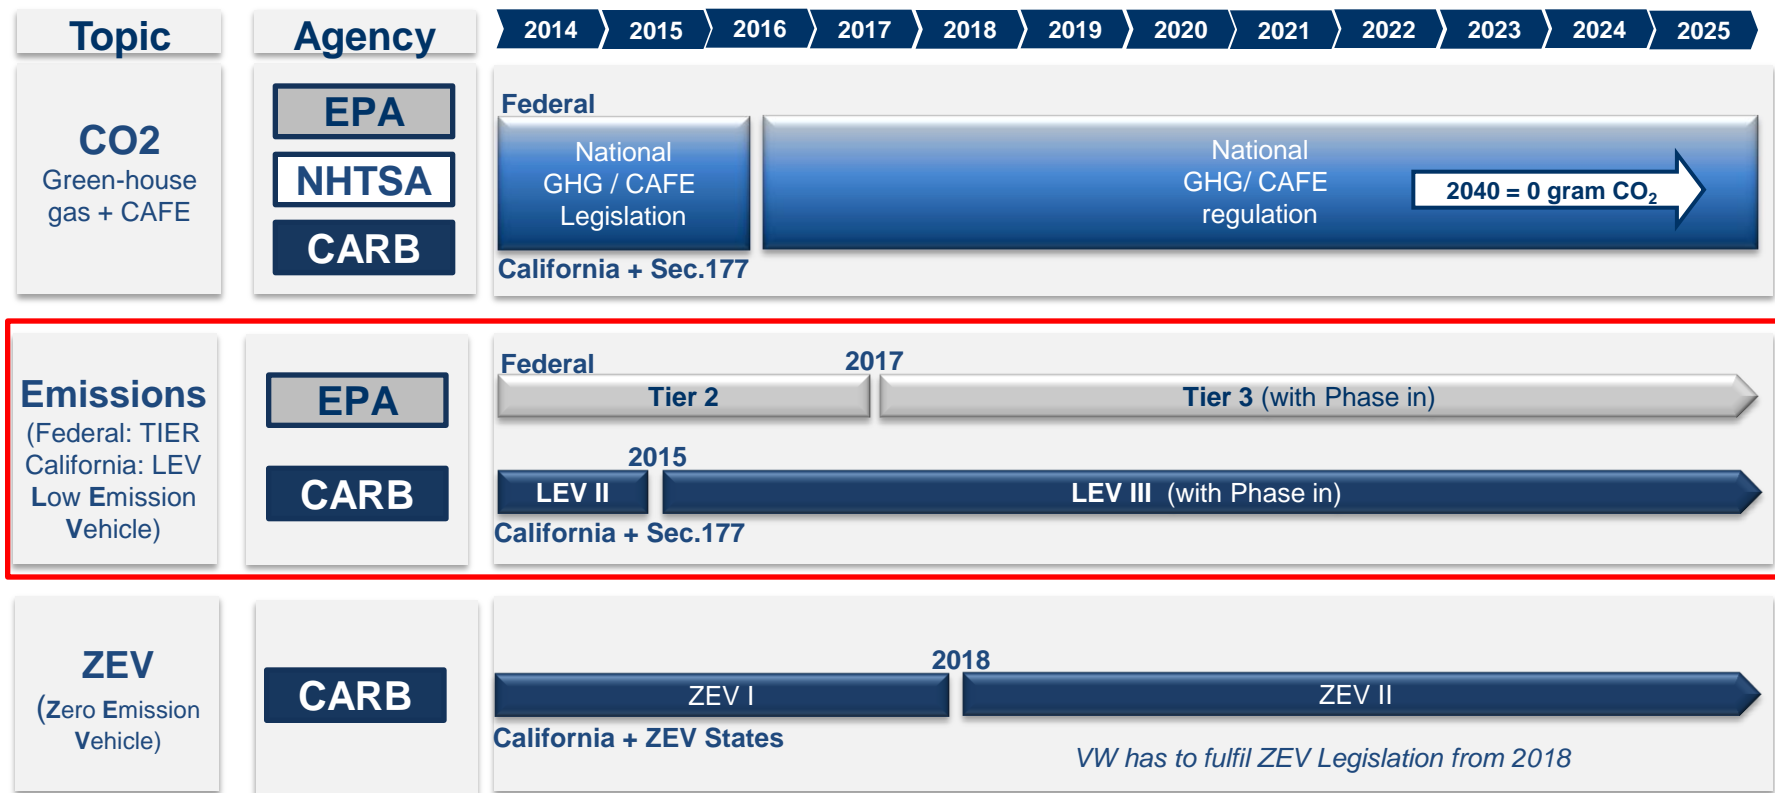 Topic
Agency
2014
2015
2016
2017
2018
2019
2020
2021
2022
2023
2024
2025
CO2
Green-house
gas + CAFE
EPA
NHTSA
CARB
Federal
National
GHG / CAFE
Legislation
National
GHG/ CAFE
regulation
2040 = 0 gram CO₂
California + Sec.177
Emissions
(Federal: TIER
California: LEV
Low Emission
Vehicle)
EPA
CARB
Federal
2017
Tier 2
Tier 3 (with Phase in)
2015
LEV II
LEV III (with Phase in)
California + Sec.177
ZEV
(Zero Emission
Vehicle)
CARB
2018
ZEV I
ZEV II
California + ZEV States
VW has to fulfil ZEV Legislation from 2018